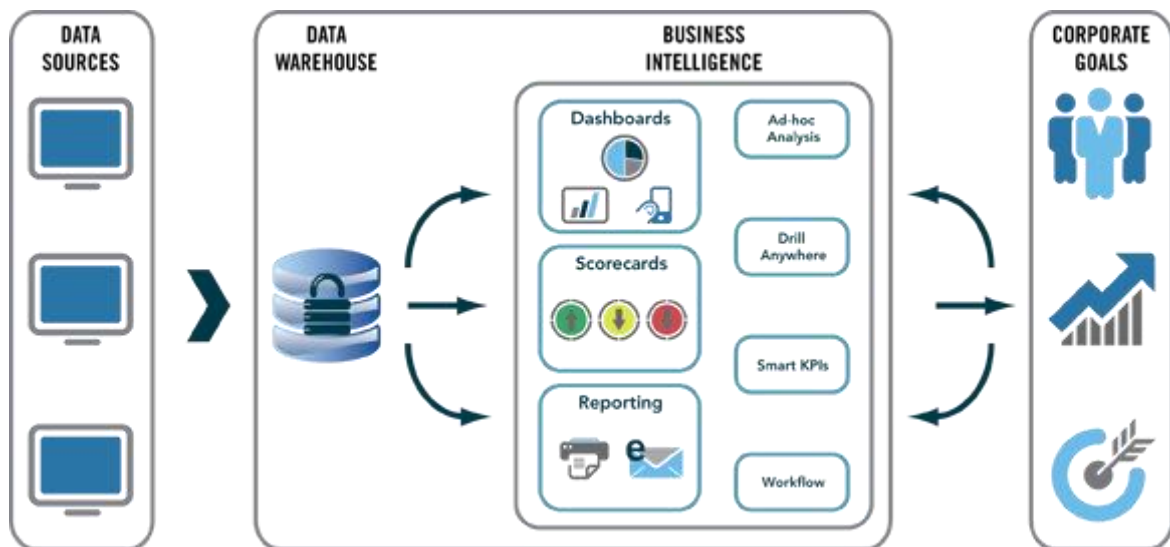 DATA
SOURCES
DATA
WAREHOUSE
BUSINESS
INTELLIGENCE
Dashboards
Scorecards
Reporting
e
Ad-hoc
Analysis
Drill
Anywhere
Smart KPIs
Workflow
CORPORATE
GOALS